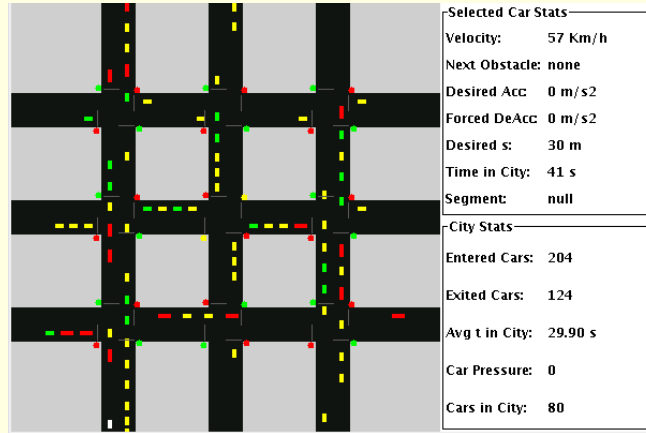 Selected Car Stats
Velocity: 57 Km/h
Next Obstacle: none
Desired Acc: 0 m/s2
Forced DeAcc: 0 m/s2
Desired s: 30 m
Time in City: 41 s
Segment: null
City Stats
Entered Cars: 204
Exited Cars: 124
Avg t in City: 29.90 s
Car Pressure: 0
Cars in City: 80